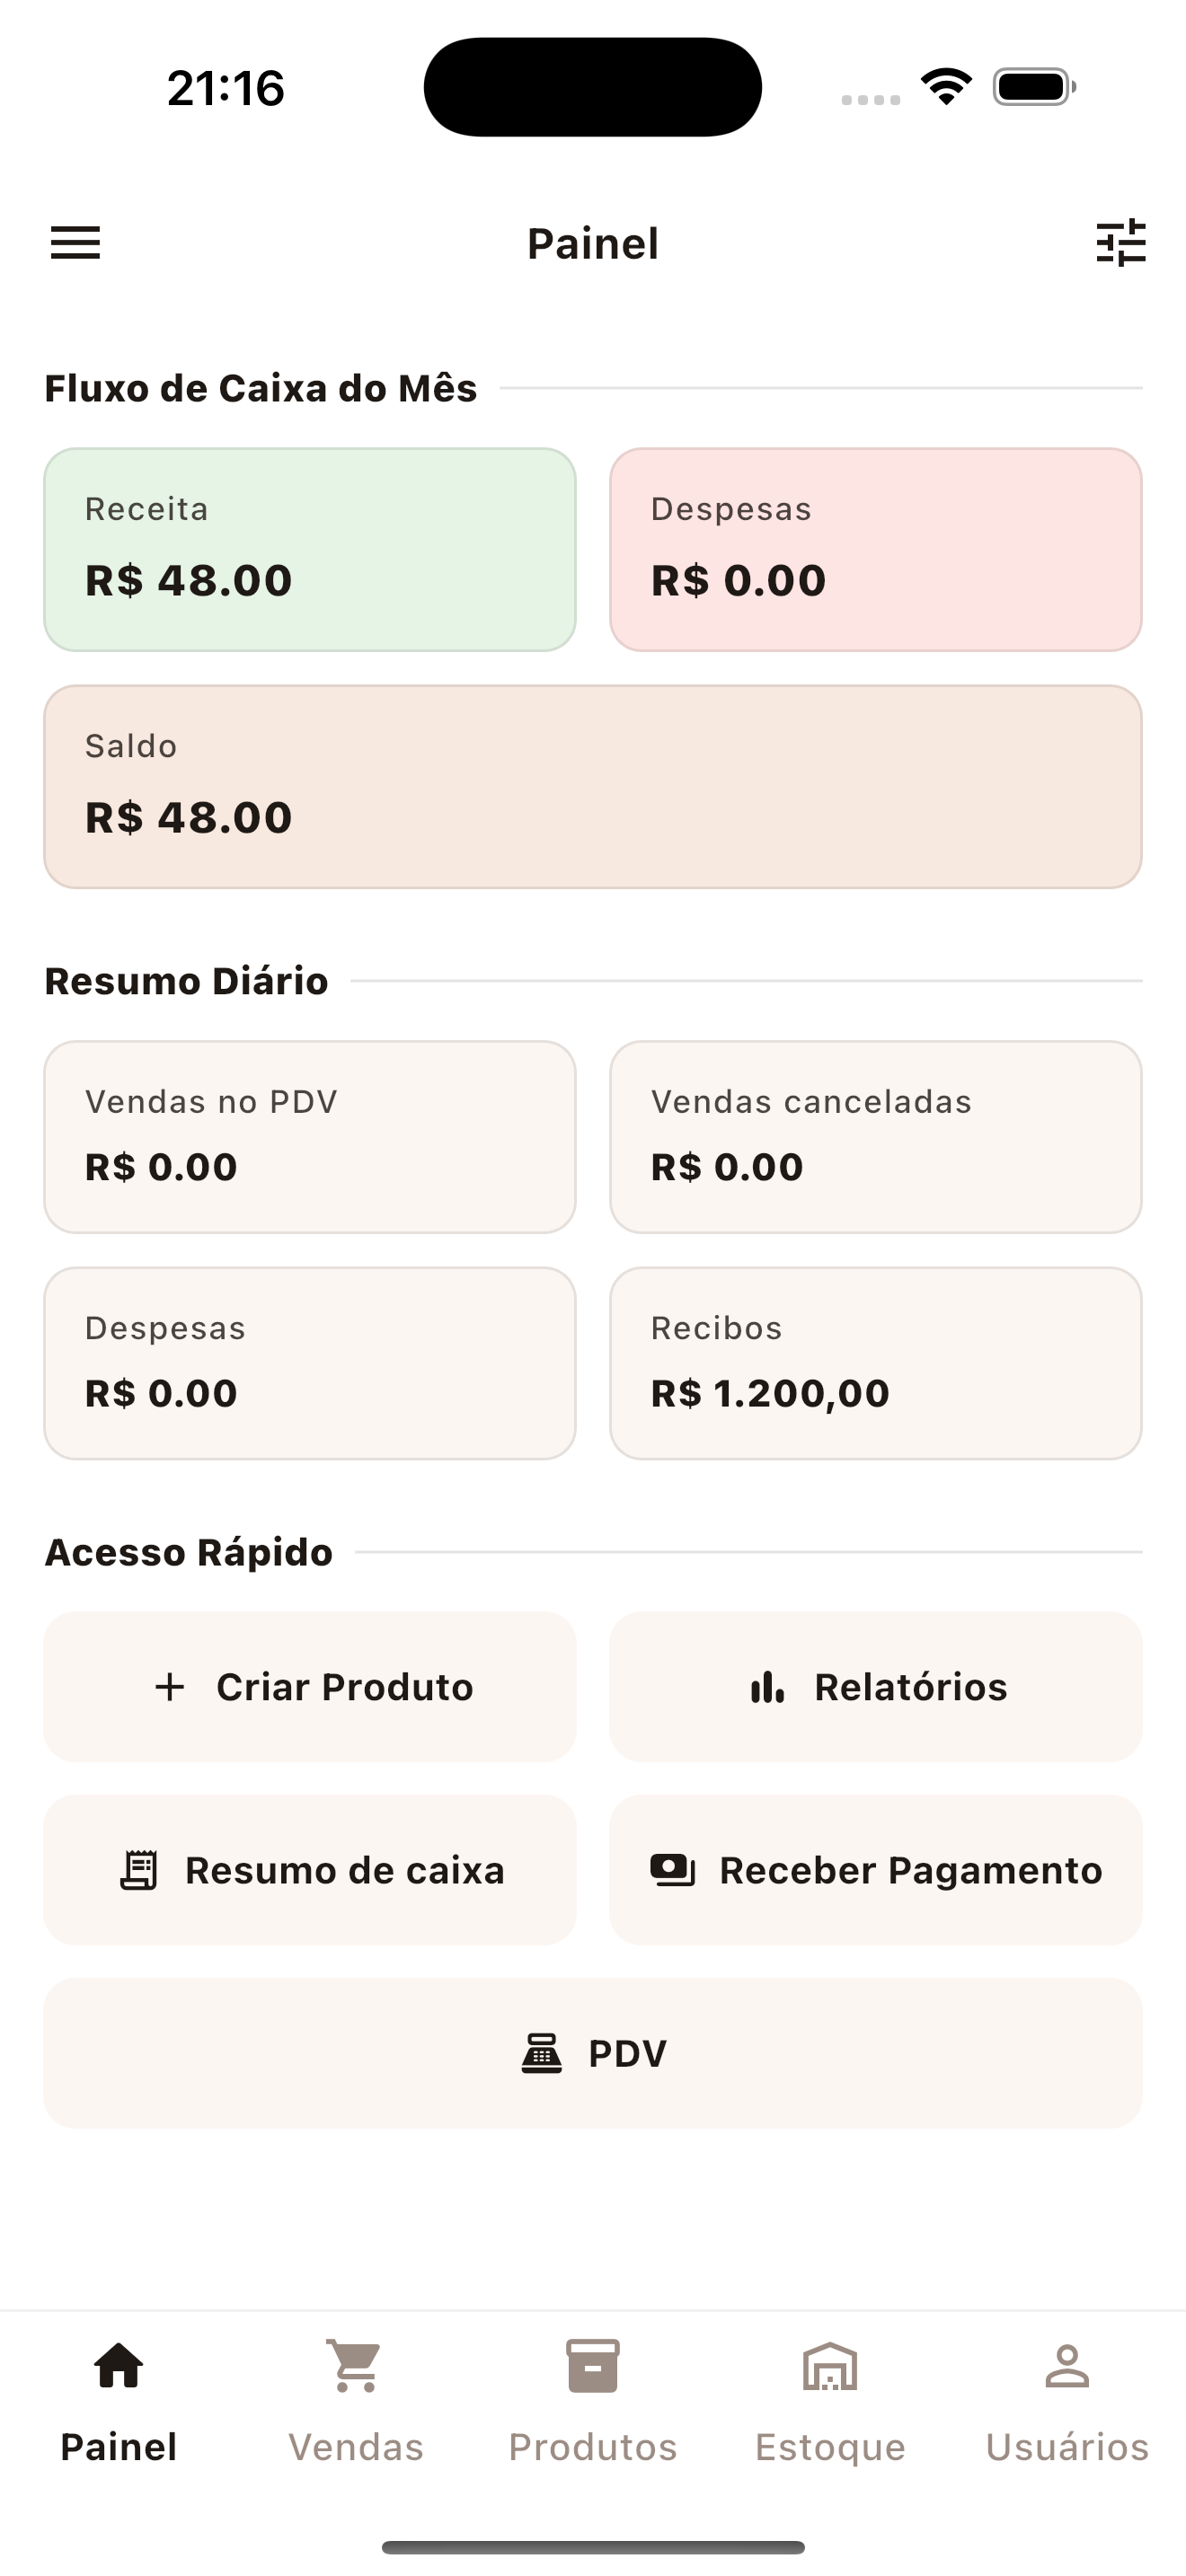 21:16
Painel
Fluxo de Caixa do Mês
Receita
R$ 48.00
Despesas
R$ 0.00
Saldo
R$ 48.00
Resumo Diário
Vendas no PDV
R$ 0.00
Vendas canceladas
R$ 0.00
Despesas
R$ 0.00
Recibos
R$ 1.200,00
Acesso Rápido
Criar Produto
Relatórios
Resumo de caixa
Receber Pagamento
PDV
Painel
Vendas
Produtos
Estoque
Usuários